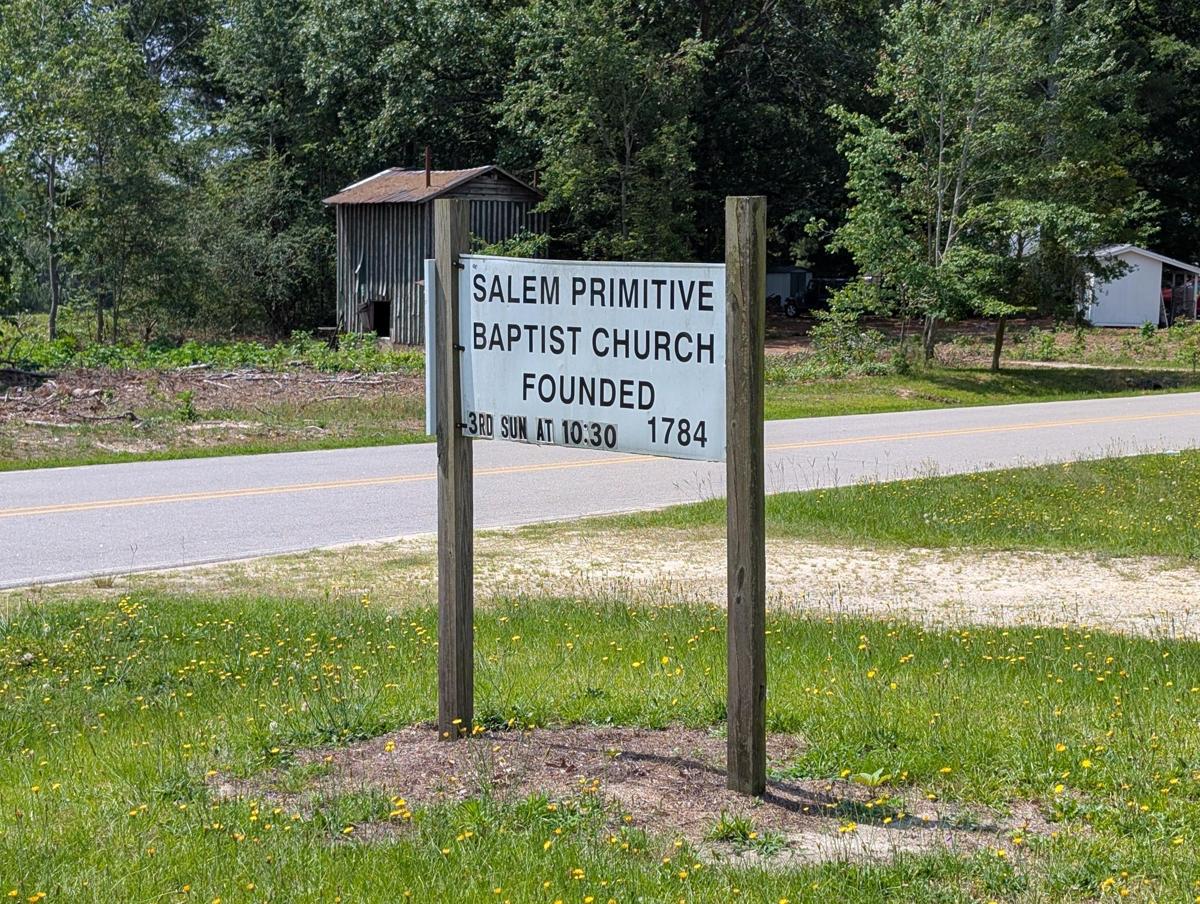 SALEM PRIMITIVE
BAPTIST CHURCH
FOUNDED
3RD SUN AT 10:30 1784